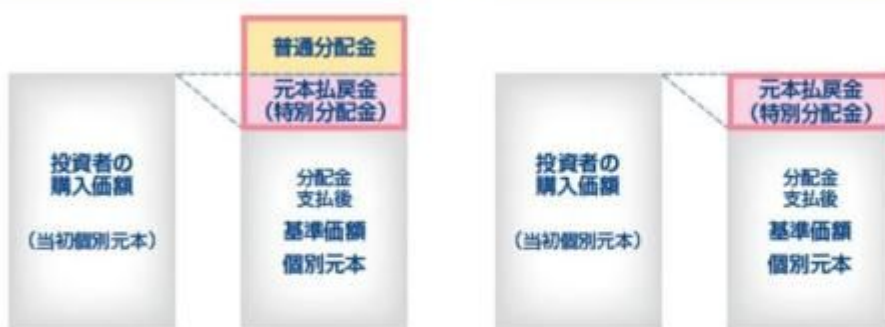 普通分配金
元本払戻金
（特別分配金）
投資者の
購入価額
（当初個別元本）
分配金
支払後
基準価額
個別元本
元本払戻金
（特別分配金）
投資者の
購入価額
（当初個別元本）
分配金
支払後
基準価額
個別元本